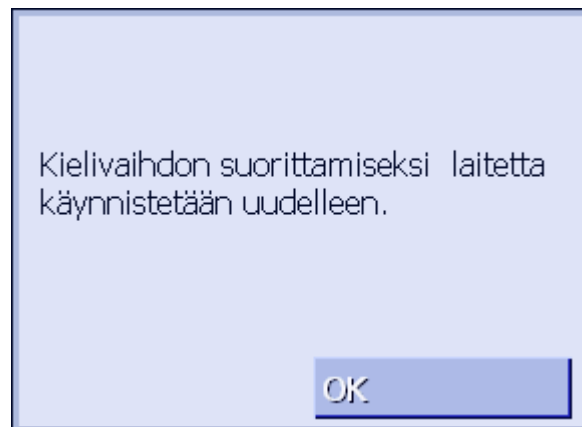 Kielivaihdon suorittamiseksi laitetta
käynnistetään uudelleen.
OK